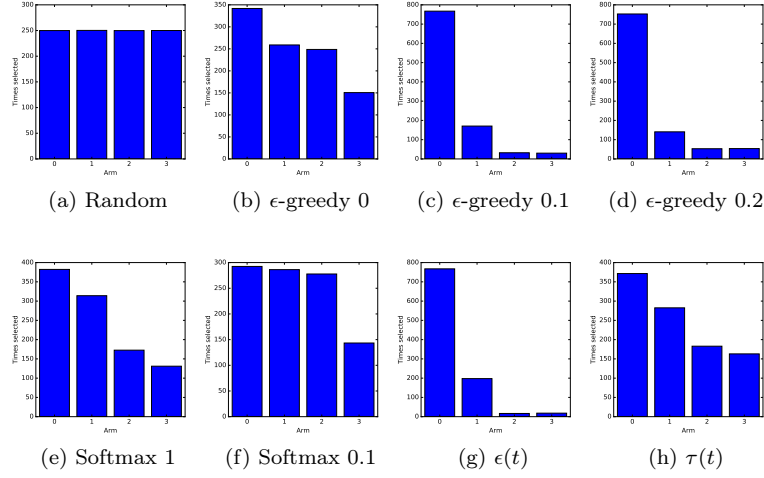 300
250
200
150
100
50
0
Times selected
0 1 2 3
Arm
(a) Random
350
300
250
200
150
100
50
0
Times selected
0 1 2 3
Arm
(b) ϵ-greedy 0
800
700
600
500
400
300
200
100
0
Times selected
0 1 2 3
Arm
(c) ϵ-greedy 0.1
800
700
600
500
400
300
200
100
0
Times selected
0 1 2 3
Arm
(d) ϵ-greedy 0.2
400
350
300
250
200
150
100
50
0
Times selected
0 1 2 3
Arm
(e) Softmax 1
300
250
200
150
100
50
0
Times selected
0 1 2 3
Arm
(f) Softmax 0.1
800
700
600
500
400
300
200
100
0
Times selected
0 1 2 3
Arm
(g) ϵ(t)
400
350
300
250
200
150
100
50
0
Times selected
0 1 2 3
Arm
(h) τ(t)